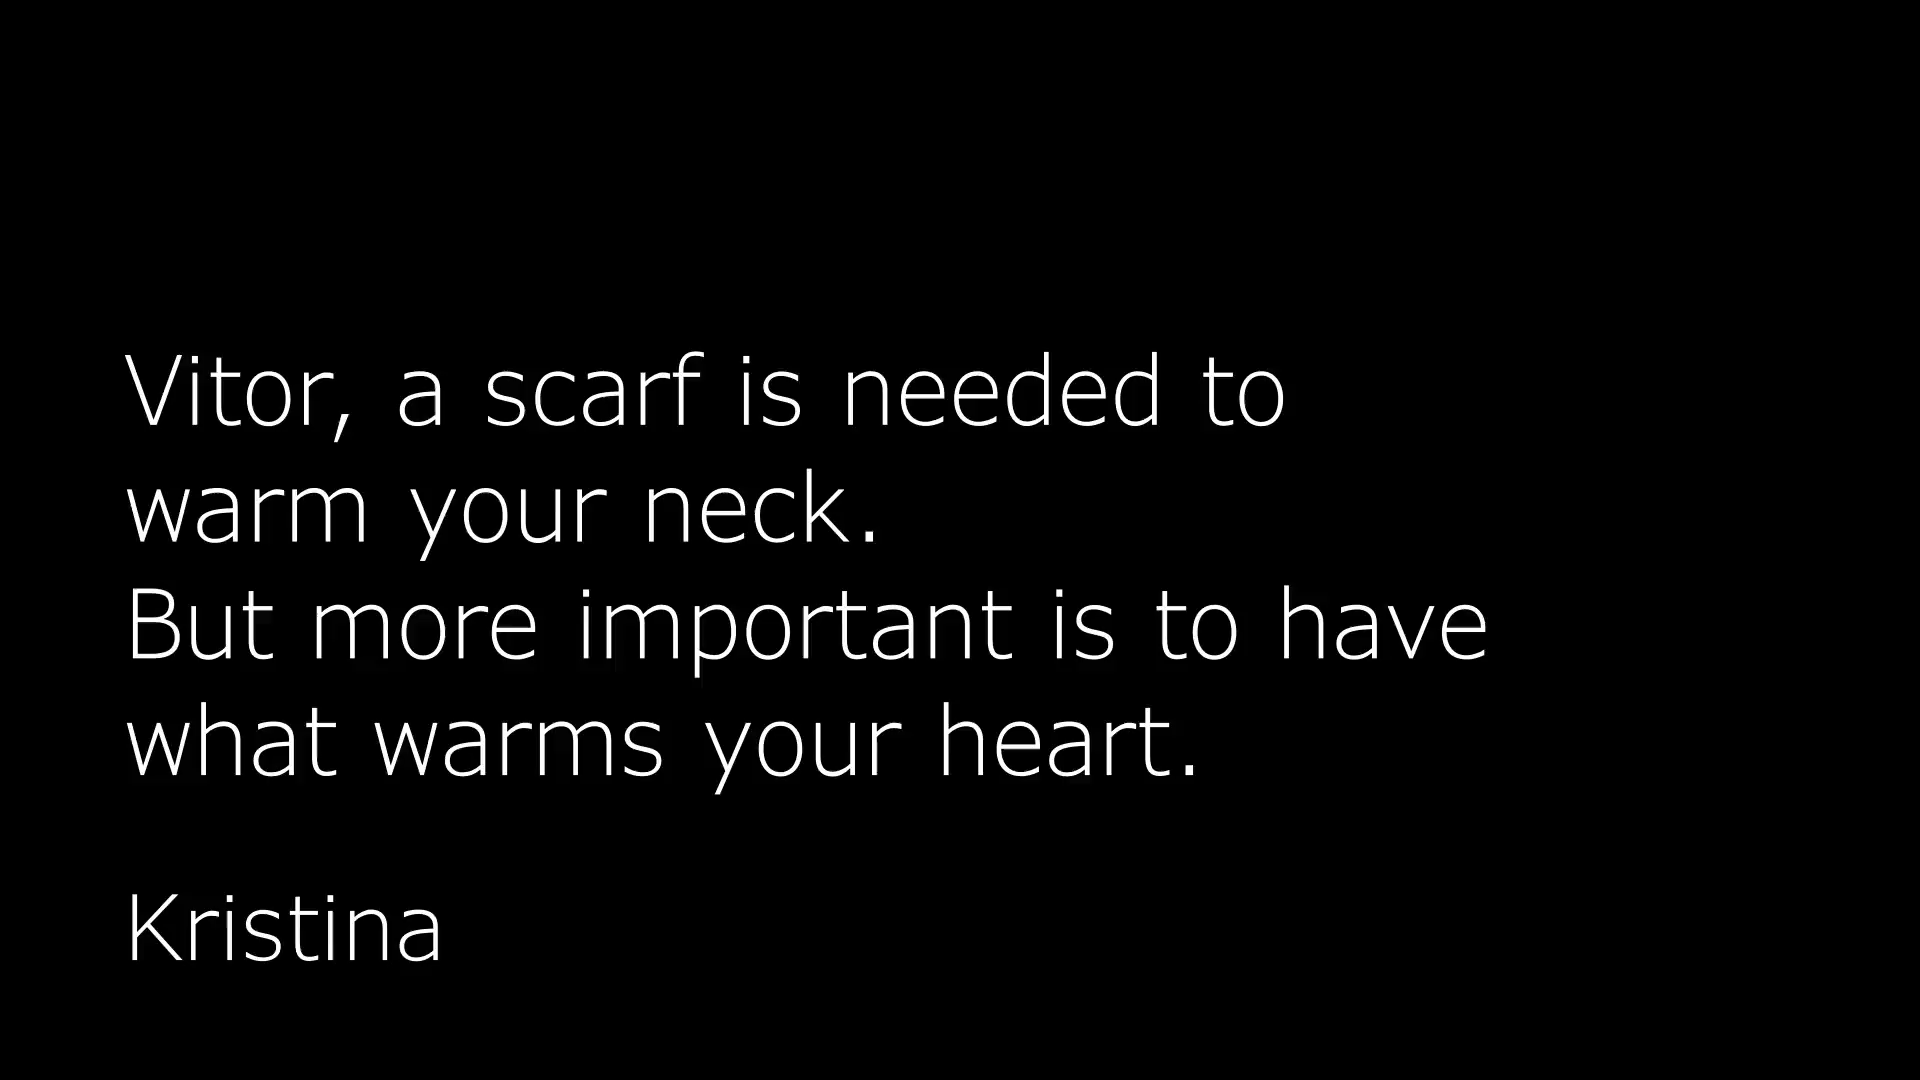 Vitor, a scarf is needed to
warm your neck.
But more important is to have
what warms your heart.
Kristina